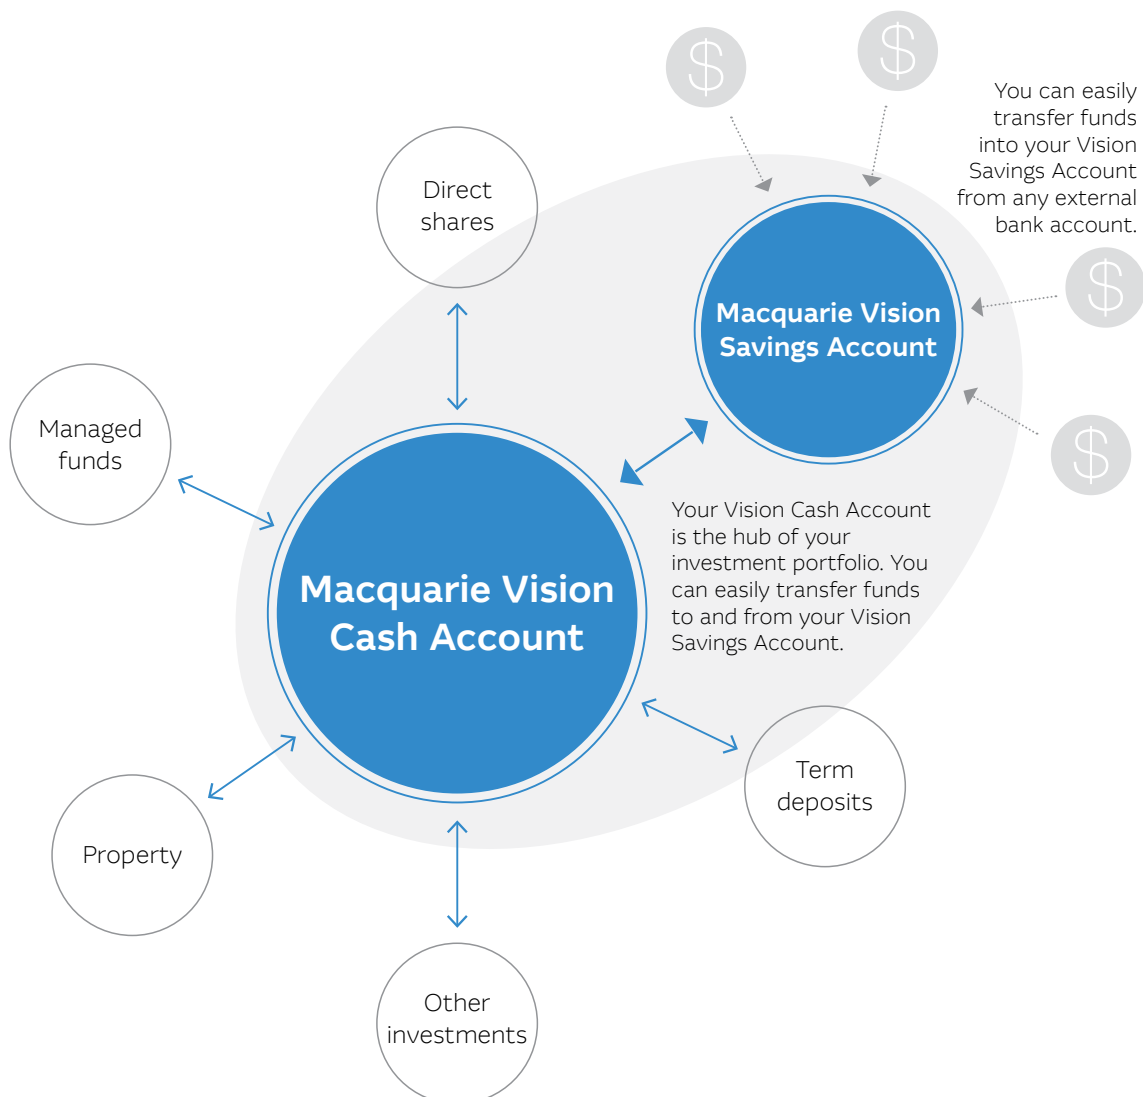 $
$
You can easily
transfer funds
into your Vision
Savings Account
from any external
bank account.
Direct
shares
$
Macquarie Vision
Savings Account
Managed
funds
$
Your Vision Cash Account
is the hub of your
investment portfolio. You
can easily transfer funds
to and from your Vision
Savings Account.
Macquarie Vision
Cash Account
Term
deposits
Property
Other
investments